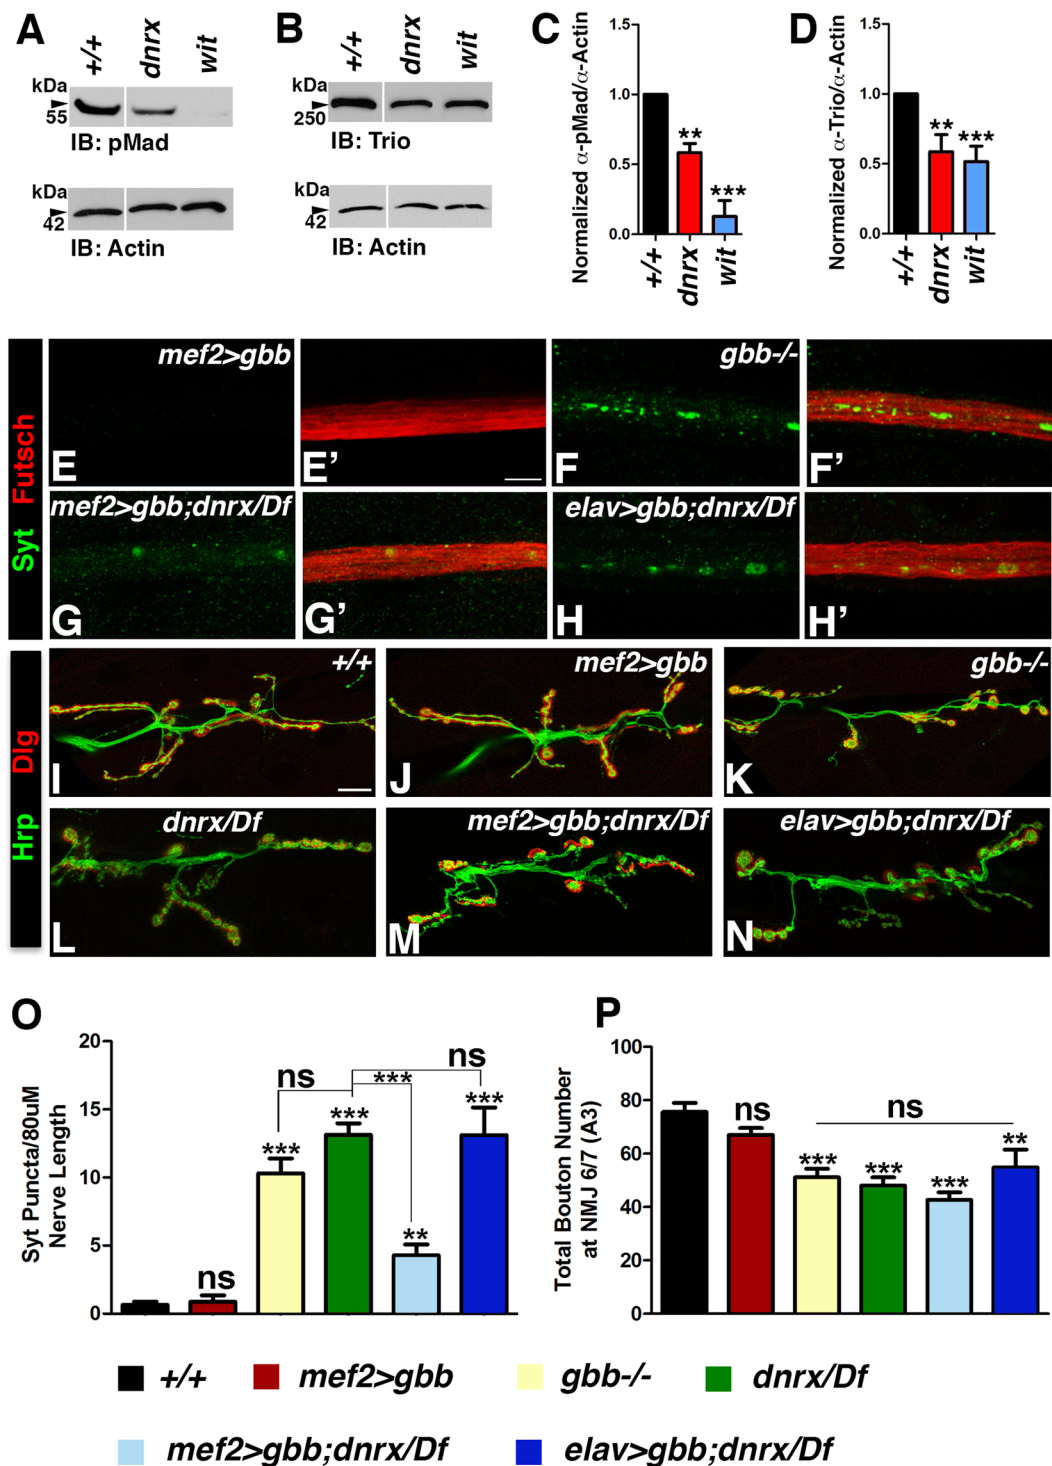 A
+/+
dnrx
wit
kDa
55
IB: pMad
kDa
42
IB: Actin
B
+/+
dnrx
wit
kDa
250
IB: Trio
kDa
42
IB: Actin
C
Normalized α-pMad/α-Actin
1.5
1.0
0.5
0.0
**
***
+/+
dnrx
wit
D
Normalized α-Trio/α-Actin
1.5
1.0
0.5
0.0
**
***
+/+
dnrx
wit
Syt Futsch
mef2>gbb
E
E’
gbb-/-
F
F’
mef2>gbb;dnrx/Df
G
G’
elav>gbb;dnrx/Df
H
H’
Hrp Dlg
+/+
I
mef2>gbb
J
gbb-/-
K
dnrx/Df
L
mef2>gbb;dnrx/Df
M
elav>gbb;dnrx/Df
N
O
Syt Puncta/80uM
Nerve Length
20
15
10
5
0
ns
***
ns
***
***
**
ns
***
P
Total Bouton Number
at NMJ 6/7 (A3)
100
80
60
40
20
0
ns
***
***
***
ns
**
+/+
mef2>gbb
gbb-/-
dnrx/Df
mef2>gbb;dnrx/Df
elav>gbb;dnrx/Df